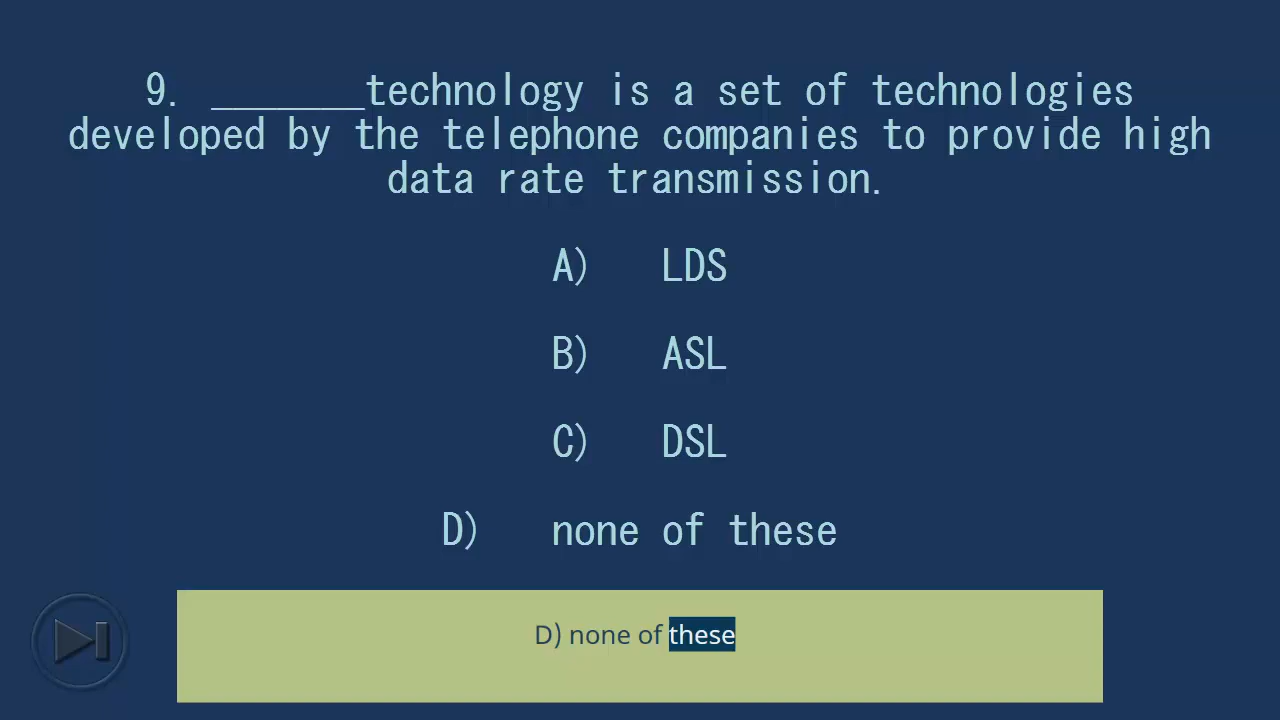 9. _______technology is a set of technologies
developed by the telephone companies to provide high
data rate transmission.
A) LDS
B) ASL
C) DSL
D) none of these
D) none of these